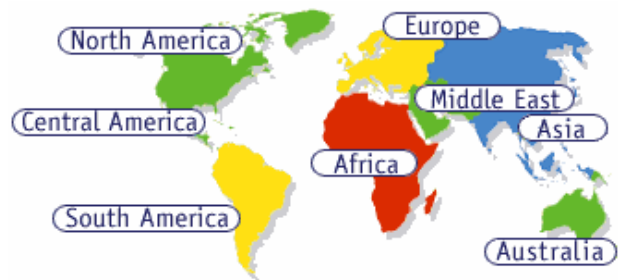 Europe
North America
Middle East
Central America
Asia
Africa
South America
Australia